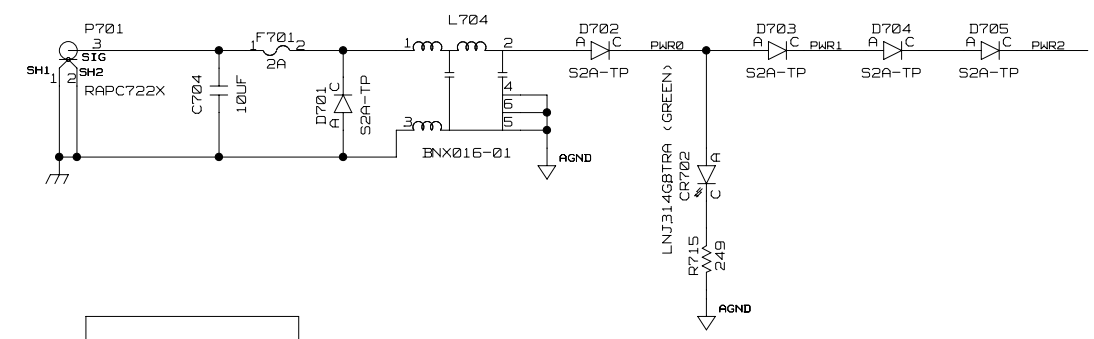 P701
3
SIG
SH1
SH2
1
2
RAPC722X
C704
10UF
F701
1
2
2A
D701
C
A
S2A-TP
L704
1
2
3
4
6
5
BNX016-01
AGND
D702
A
C
S2A-TP
PWR0
LNJ314G8TRA (GREEN)
CR702
A
C
R715
249
AGND
D703
A
C
S2A-TP
PWR1
D704
A
C
S2A-TP
D705
A
C
S2A-TP
PWR2